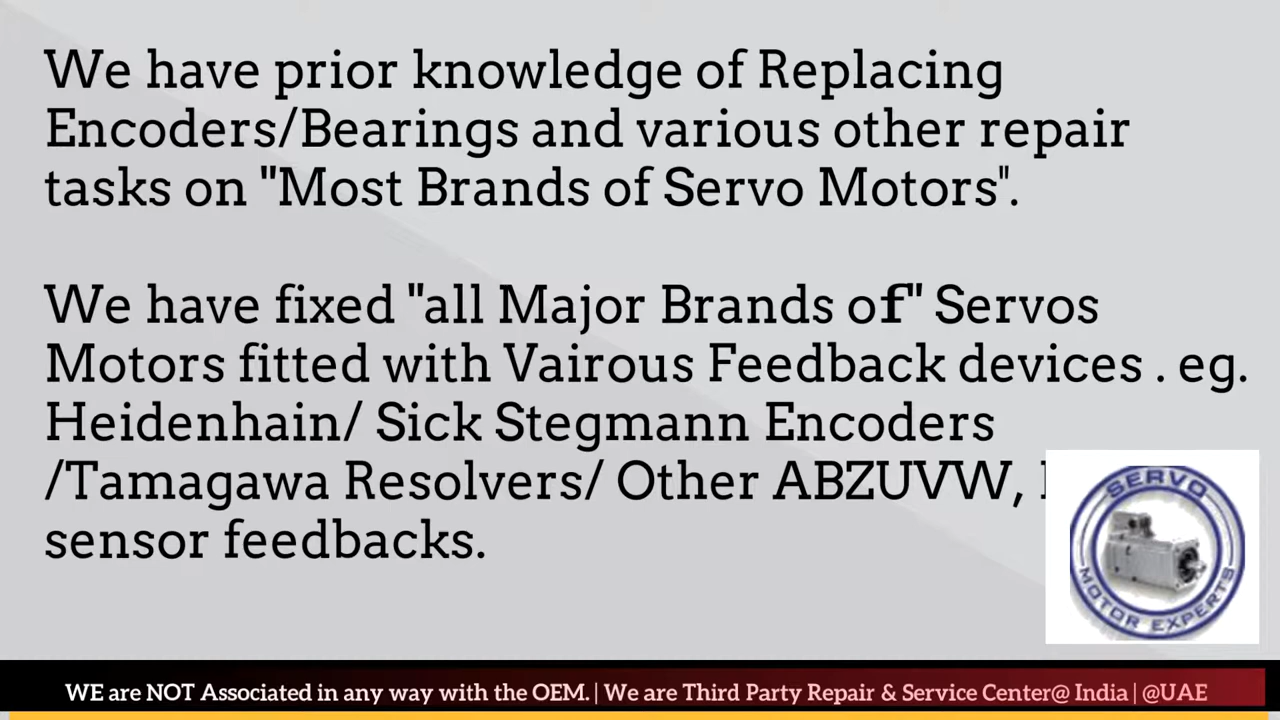 We have prior knowledge of Replacing
Encoders/Bearings and various other repair
tasks on "Most Brands of Servo Motors".
We have fixed "all Major Brands of" Servos
Motors fitted with Vairous Feedback devices . eg.
Heidenhain/ Sick Stegmann Encoders
/Tamagawa Resolvers/ Other ABZUVW,
sensor feedbacks.
SERVO
MOTOR EXPERTS
WE are NOT Associated in any way with the OEM. | We are Third Party Repair & Service Center@ India | @UAE